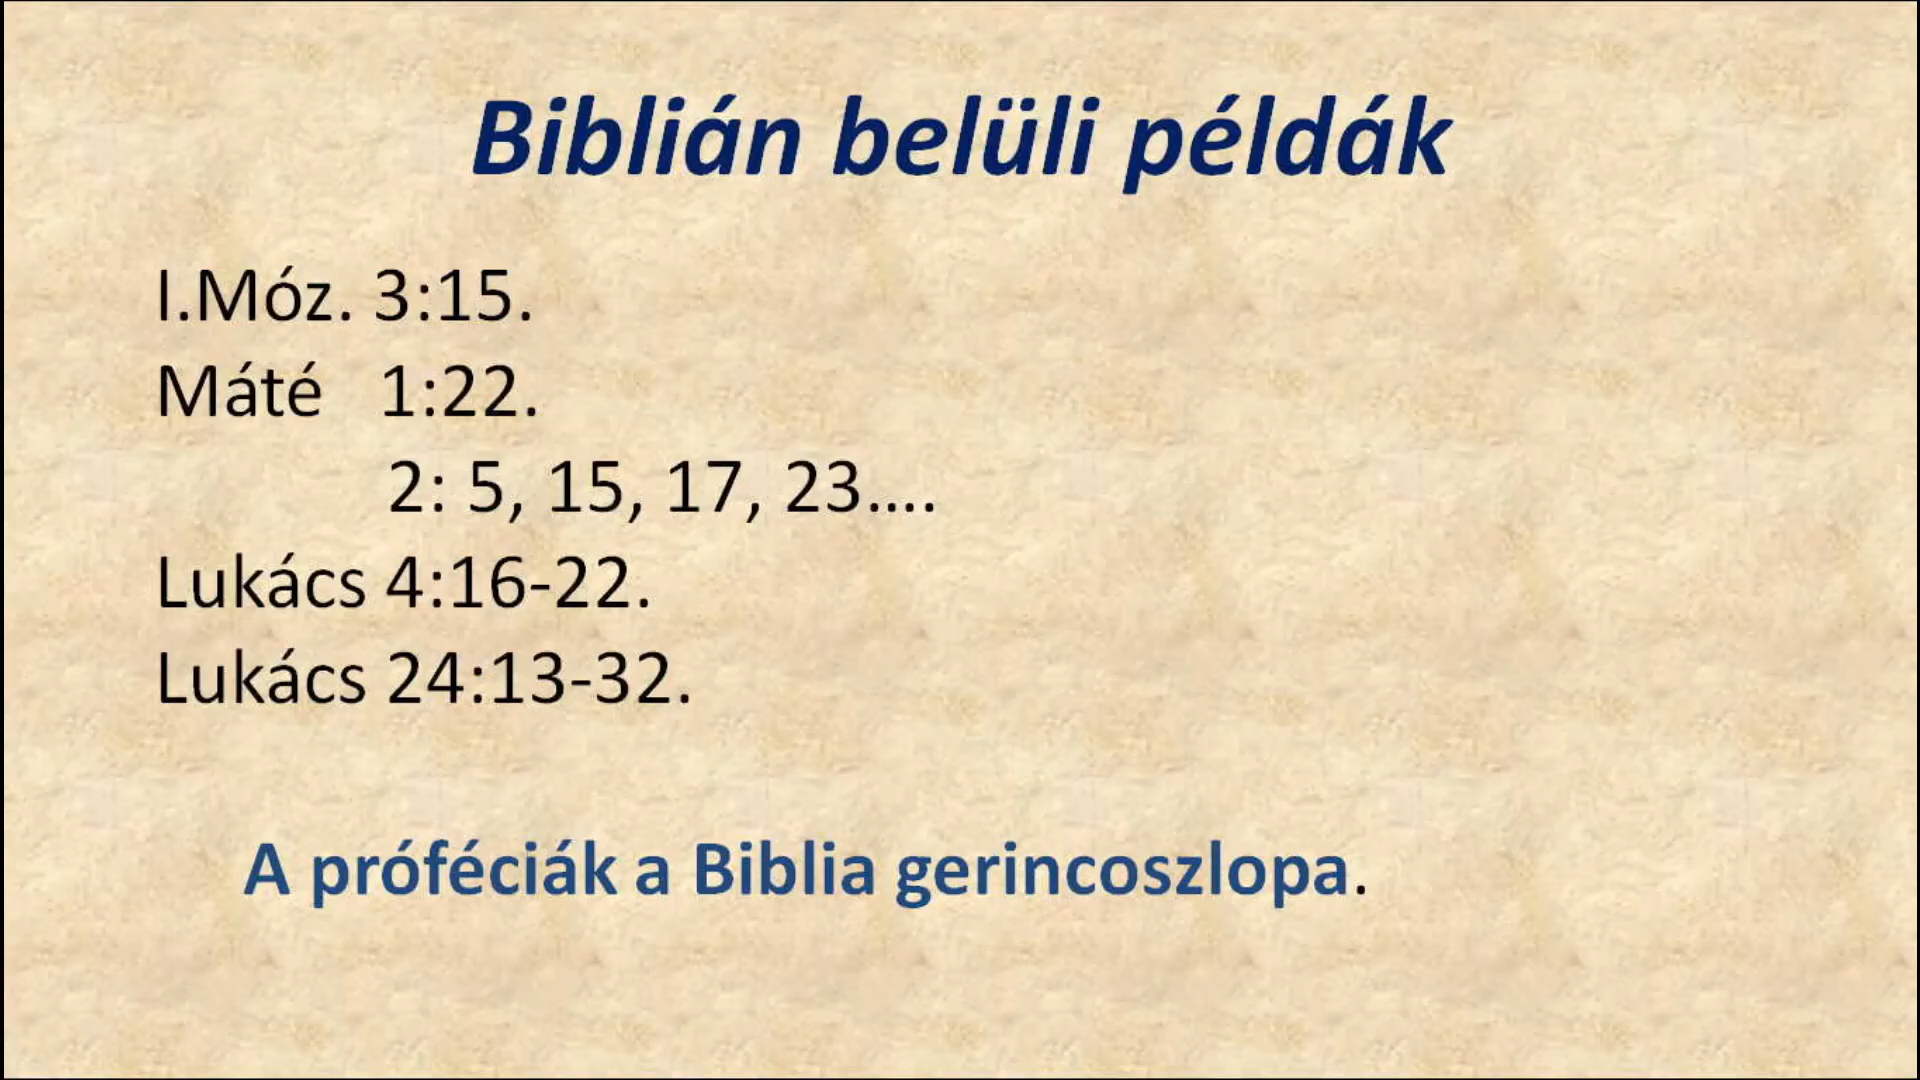 Biblián belüli példák
I.Móz. 3:15.
Máté 1:22.
2: 5, 15, 17, 23....
Lukács 4:16-22.
Lukács 24:13-32.
A próféciák a Biblia gerincoszlopa.